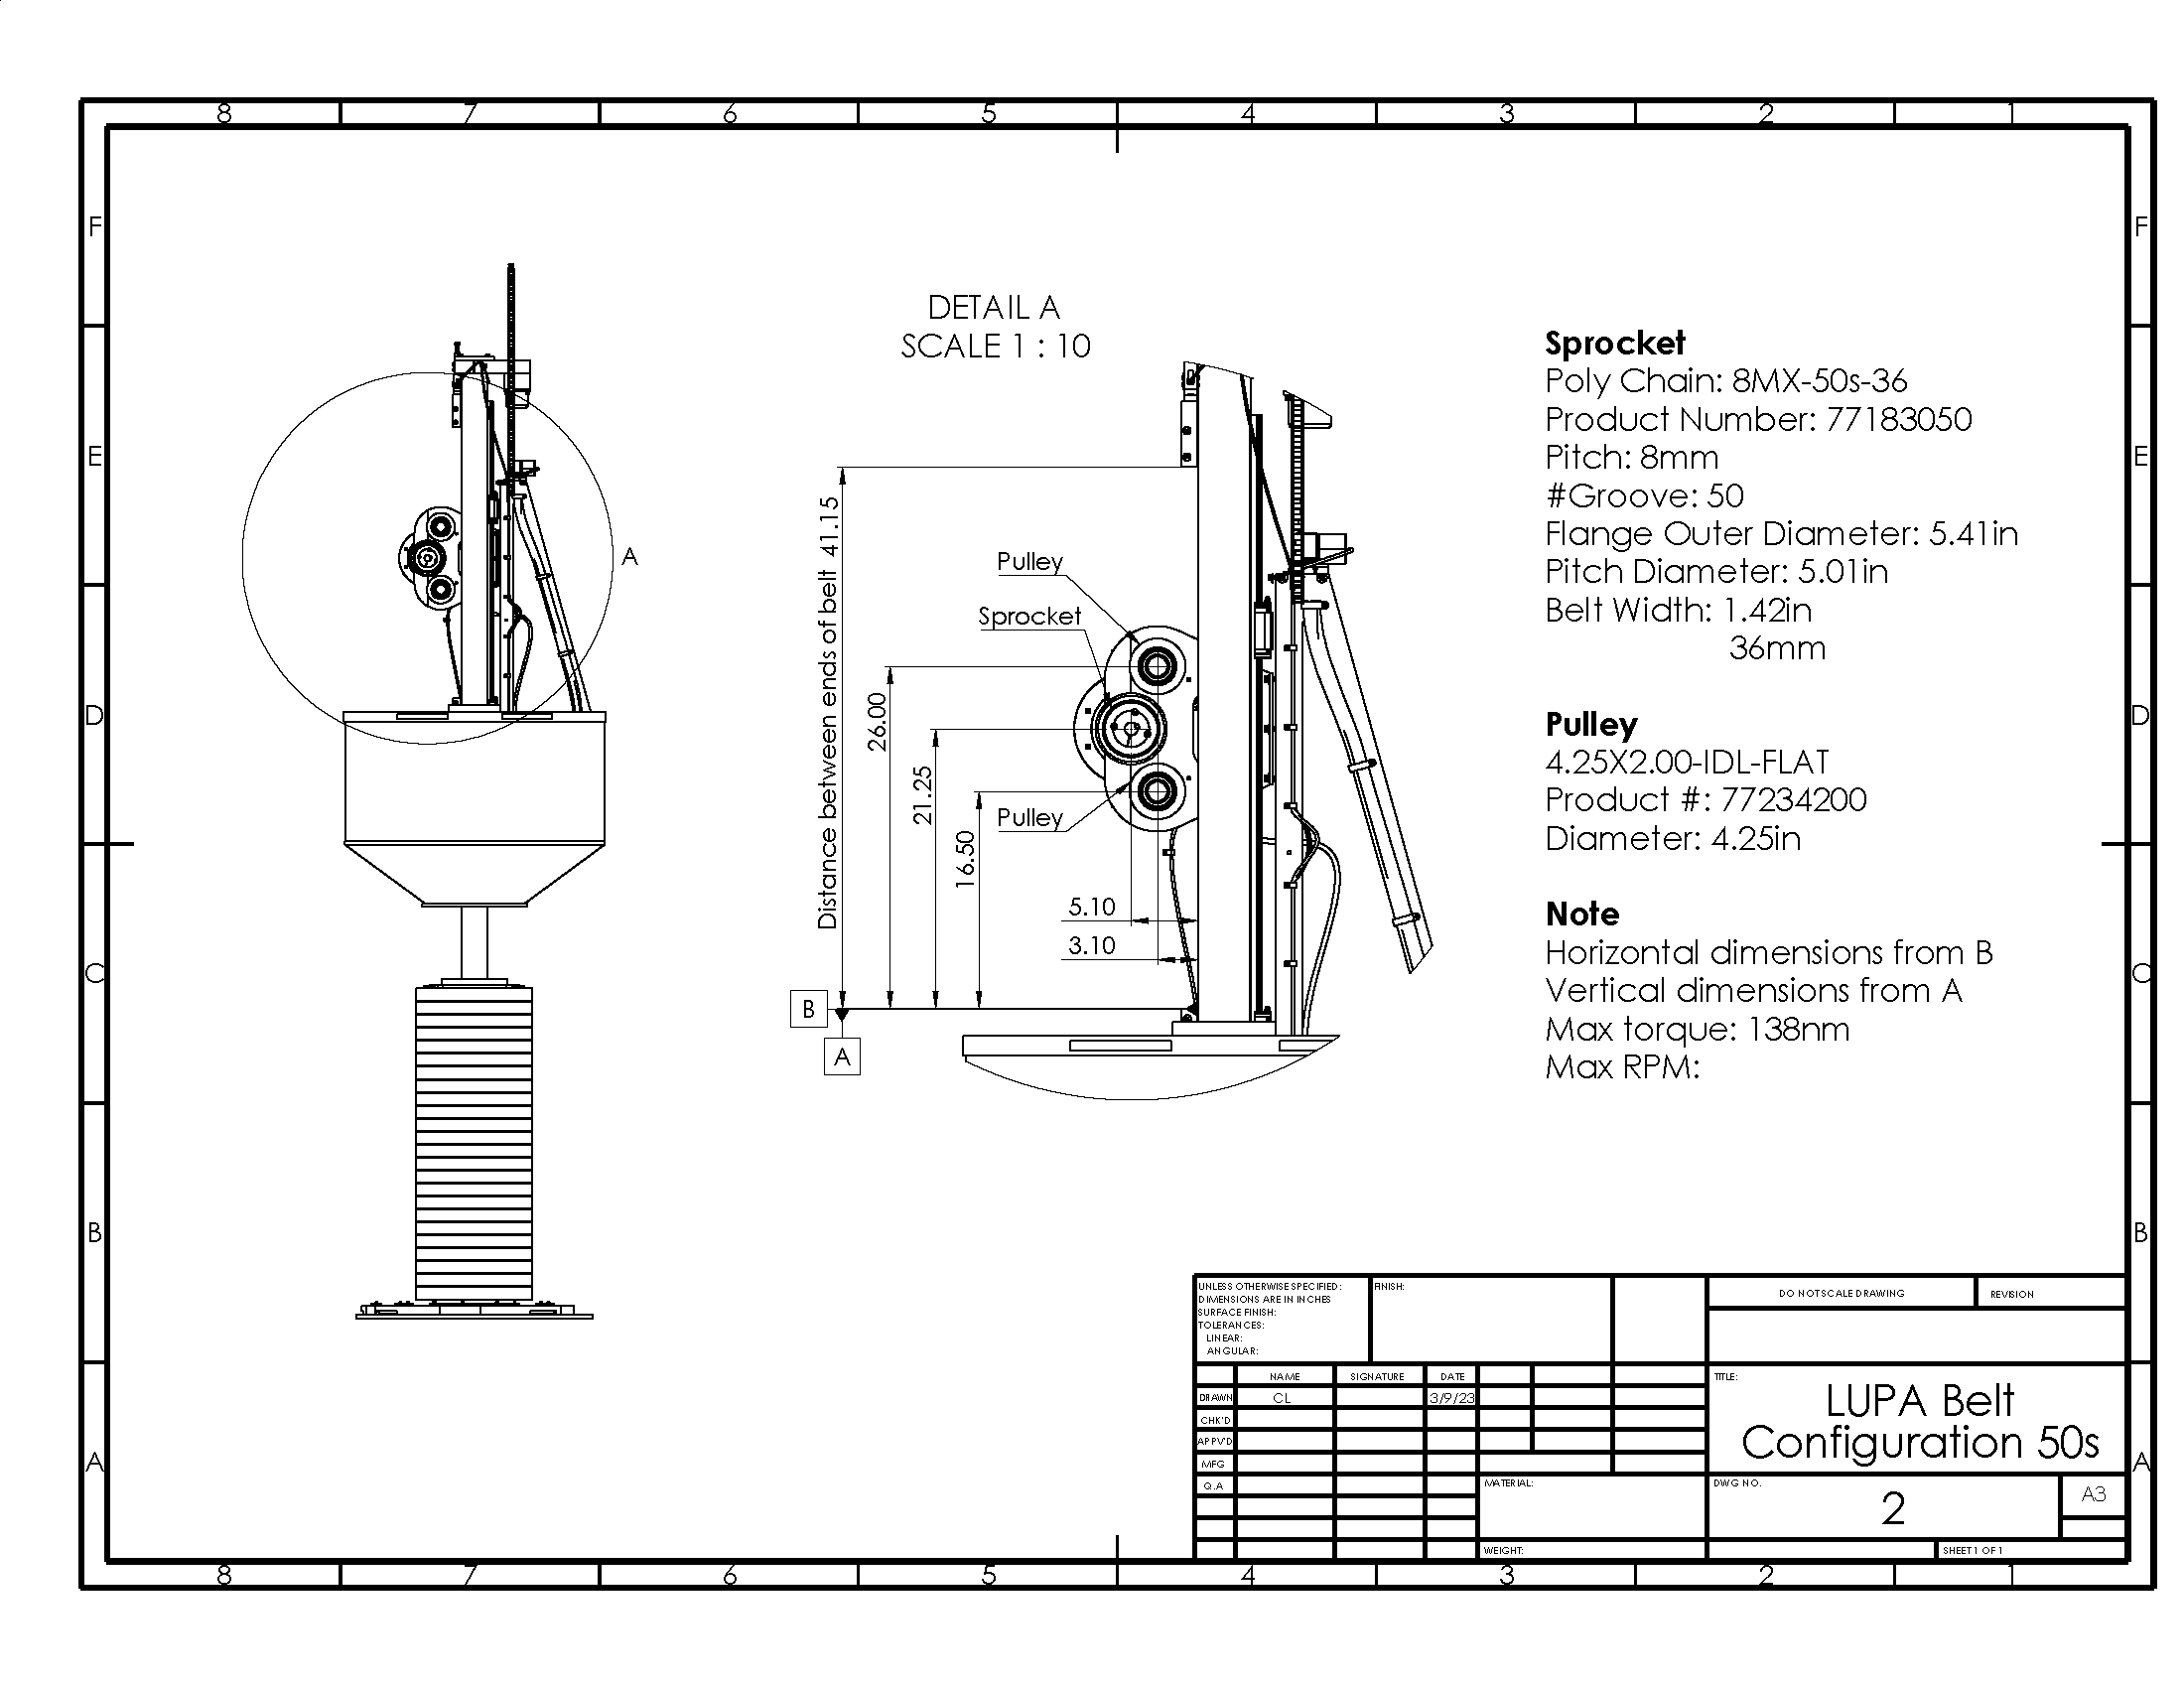 8 7 6 5 4 3 2 1
F
E
D
C
B
A
F
E
D
C
B
A
A
DETAIL A
SCALE 1 : 10
Distance between ends of belt 41.15
26.00
21.25
16.50
5.10
3.10
Pulley
Sprocket
Pulley
B
A
Sprocket
Poly Chain: 8MX-50s-36
Product Number: 77183050
Pitch: 8mm
#Groove: 50
Flange Outer Diameter: 5.41in
Pitch Diameter: 5.01in
Belt Width: 1.42in
36mm
Pulley
4.25X2.00-IDL-FLAT
Product #: 77234200
Diameter: 4.25in
Note
Horizontal dimensions from B
Vertical dimensions from A
Max torque: 138nm
Max RPM:
UNLESS OTHERWISE SPECIFIED:
DIMENSIONS ARE IN INCHES
SURFACE FINISH:
TOLERANCES:
LINEAR:
ANGULAR:
FINISH:
DO NOT SCALE DRAWING
REVISION
NAME SIGNATURE DATE
DRAWN CL 3/9/23
CHK'D
APPV'D
MFG
Q.A
MATERIAL:
WEIGHT:
TITLE:
LUPA Belt
Configuration 50s
DWG NO.
2
A3
SHEET 1 OF 1
8 7 6 5 4 3 2 1